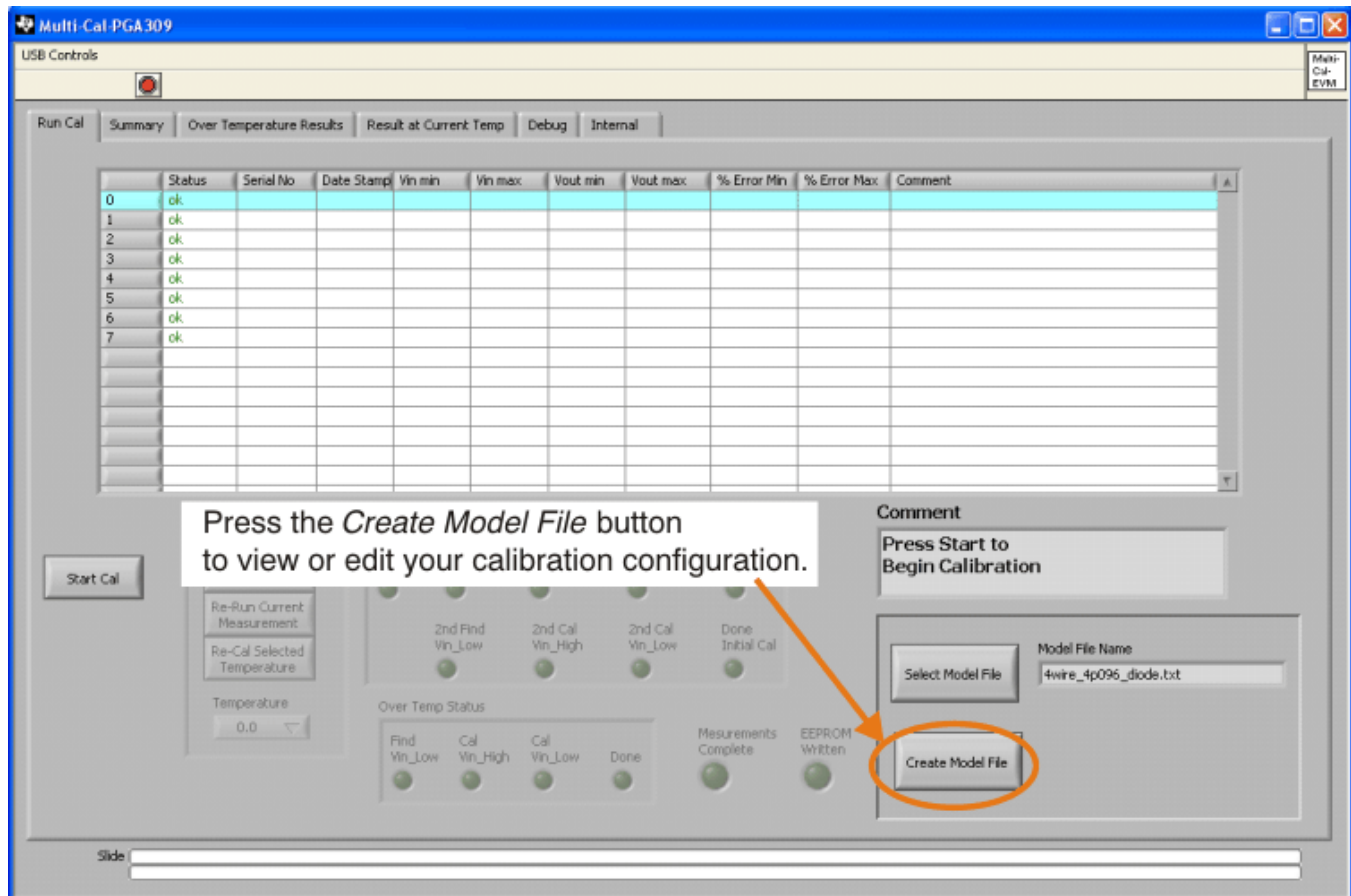 Multi-Cal-PGA309
USB Controls
Multi-
Cal-
EVM
Run Cal Summary Over Temperature Results Result at Current Temp Debug Internal
Status Serial No Date Stamp Vin min Vin max Vout min Vout max % Error Min % Error Max Comment
0 ok
1 ok
2 ok
3 ok
4 ok
5 ok
6 ok
7 ok
Press the Create Model File button
to view or edit your calibration configuration.
Comment
Press Start to
Begin Calibration
Start Cal
Re-Run Current
Measurement
Re-Cal Selected
Temperature
Temperature
0.0
2nd Find
Vin_Low
2nd Cal
Vin_High
2nd Cal
Vin_Low
Done
Initial Cal
Over Temp Status
Find
Vin_Low
Cal
Vin_High
Cal
Vin_Low
Done
Mesurements
Complete
EEPROM
Written
Select Model File
Model File Name
4wire_4p096_diode.txt
Create Model File
Slide